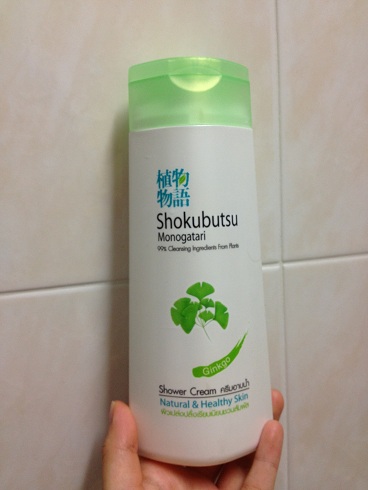 植物
物語
Shokubutsu
Monogatari
99% Cleansing Ingredients From Plants
Ginkgo
Shower Cream ครีมอาบน้ำ
Natural & Healthy Skin